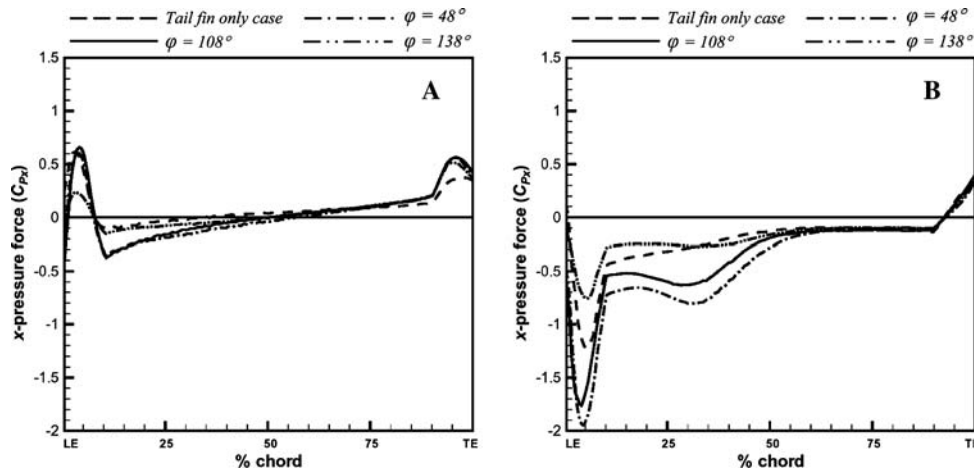 Tail fin only case
φ = 48°
φ = 108°
φ = 138°
A
x-pressure force (C_Px)
1.5
1
0.5
0
-0.5
-1
-1.5
-2
LE
25
50
75
TE
% chord
Tail fin only case
φ = 48°
φ = 108°
φ = 138°
B
x-pressure force (C_Px)
1.5
1
0.5
0
-0.5
-1
-1.5
-2
LE
25
50
75
TE
% chord